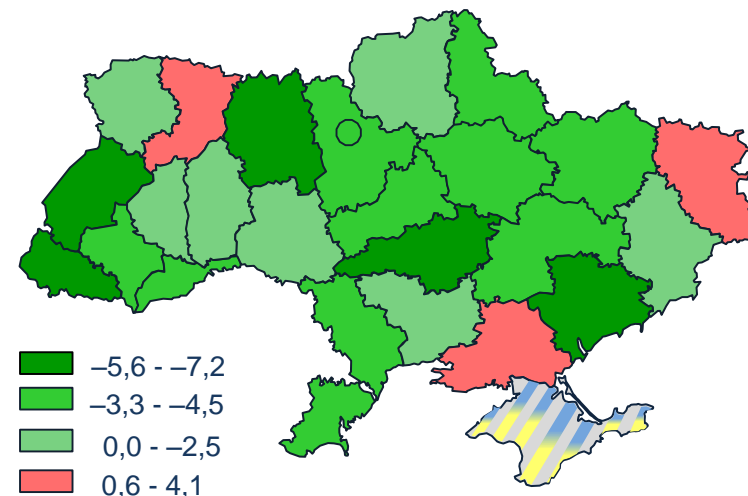 –5,6 - –7,2
–3,3 - –4,5
0,0 - –2,5
0,6 - 4,1